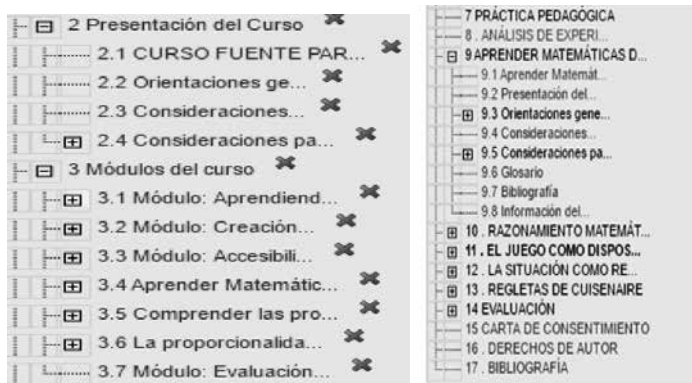 2 Presentación del Curso
2.1 CURSO FUENTE PAR...
2.2 Orientaciones ge...
2.3 Consideraciones...
2.4 Consideraciones pa...
3 Módulos del curso
3.1 Módulo: Aprendiend...
3.2 Módulo: Creación...
3.3 Módulo: Accesibili...
3.4 Aprender Matemátic...
3.5 Comprender las pro...
3.6 La proporcionalida...
3.7 Módulo: Evaluación...
7 PRÁCTICA PEDAGÓGICA
8 . ANÁLISIS DE EXPERI...
9 APRENDER MATEMÁTICAS D...
9.1 Aprender Matemát...
9.2 Presentación del...
9.3 Orientaciones gene...
9.4 Consideraciones...
9.5 Consideraciones pa...
9.6 Glosario
9.7 Bibliografía
9.8 Información del...
10 . RAZONAMIENTO MATEMÁT...
11 . EL JUEGO COMO DISPOS...
12 . LA SITUACIÓN COMO RE...
13 . REGLETAS DE CUISENAIRE
14 EVALUACIÓN
15 CARTA DE CONSENTIMIENTO
16 . DERECHOS DE AUTOR
17 . BIBLIOGRAFÍA